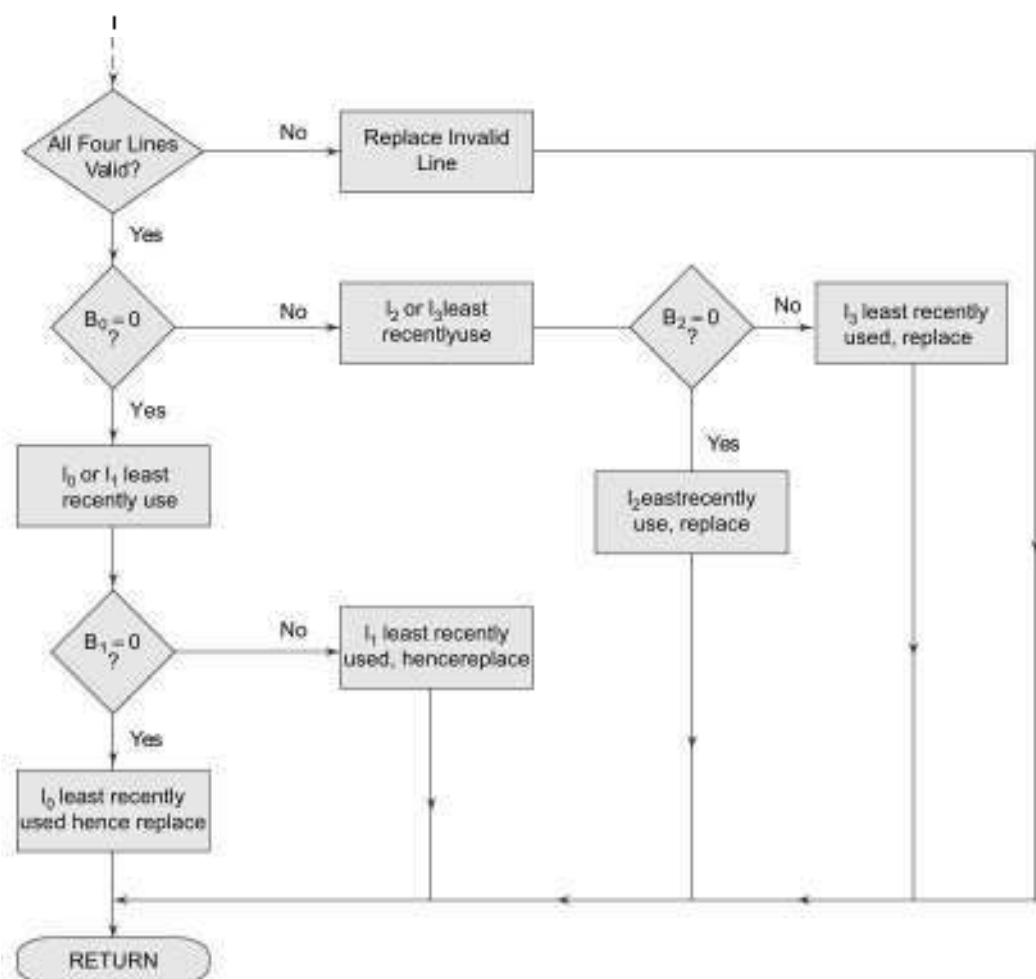 I
All Four Lines
Valid?
No
Replace Invalid
Line
Yes
B₀ = 0
?
No
I₂ or I₃least
recentlyuse
B₂ = 0
?
No
I₃ least recently
used, replace
Yes
I₀ or I₁ least
recently use
Yes
I₂eastrecently
use, replace
B₁ = 0
?
No
I₁ least recently
used, hencereplace
Yes
I₀ least recently
used hence replace
RETURN